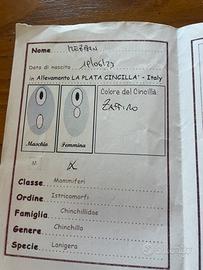 Nome
Data di nascita 18/06/23
in Allevamento LA PLATA CINCILLA' - Italy
Colore del Cincillà:
ZAFFIRO
Maschio Femmina
M.
Classe Mammiferi
Ordine Istricomorfi
Famiglia Chinchillidae
Genere Chinchilla
Specie Lanigera